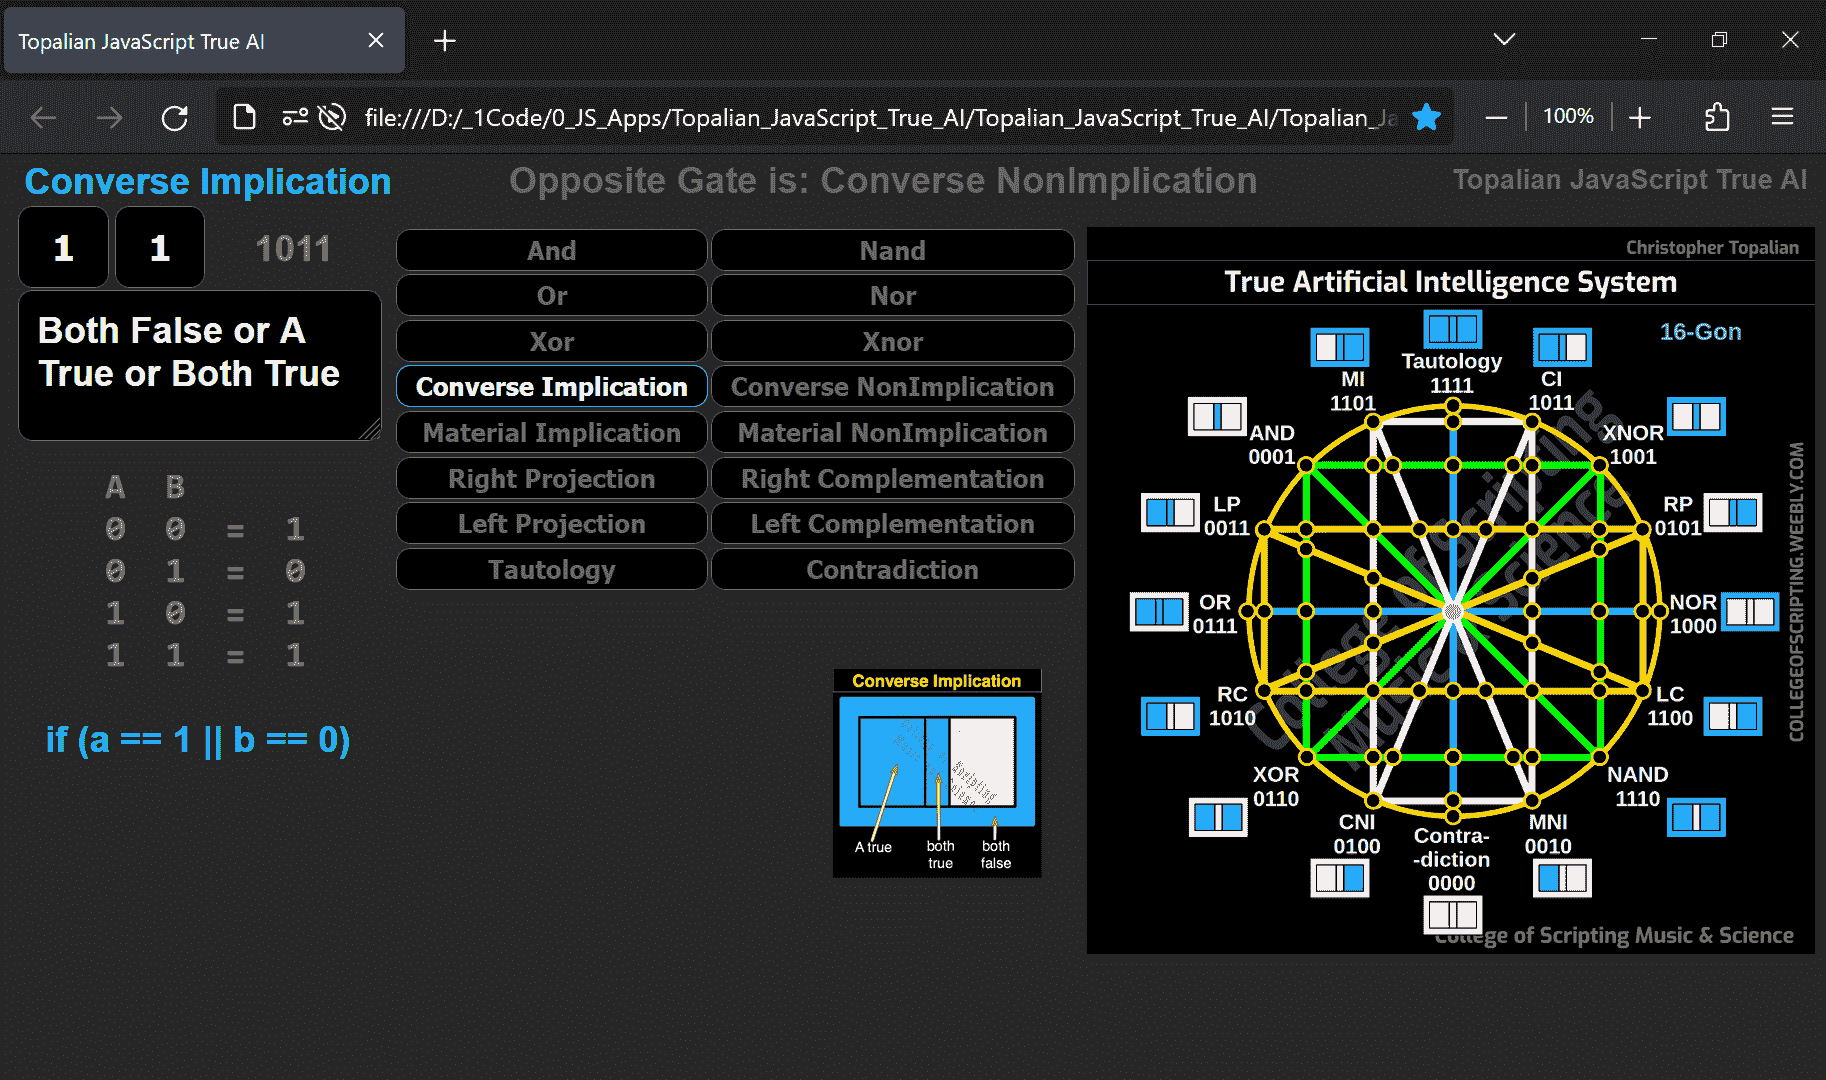 Topalian JavaScript True AI
file:///D:/_1Code/0_JS_Apps/Topalian_JavaScript_True_AI/Topalian_JavaScript_True_AI/Topalian_Ja
100%
Converse Implication
Opposite Gate is: Converse NonImplication
Topalian JavaScript True AI
1 1 1011
Both False or A
True or Both True
A B
0 0 = 1
0 1 = 0
1 0 = 1
1 1 = 1
if (a == 1 || b == 0)
And Nand
Or Nor
Xor Xnor
Converse Implication Converse NonImplication
Material Implication Material NonImplication
Right Projection Right Complementation
Left Projection Left Complementation
Tautology Contradiction
Converse Implication
A true
both
true
both
false
Christopher Topalian
True Artificial Intelligence System
16-Gon
Tautology
1111
MI
1101
CI
1011
AND
0001
XNOR
1001
LP
0011
RP
0101
OR
0111
NOR
1000
RC
1010
LC
1100
XOR
0110
NAND
1110
CNI
0100
Contra-
-diction
0000
MNI
0010
College of Scripting
Music & Science
COLLEGEOFSCRIPTING.WEEBLY.COM
College of Scripting Music & Science